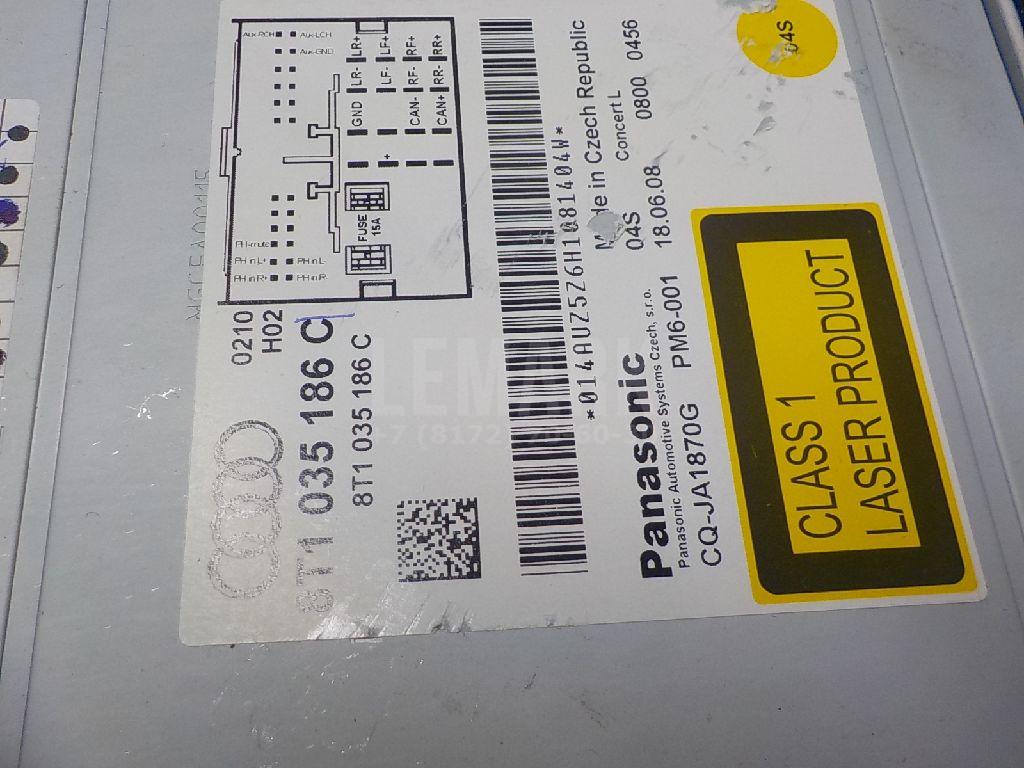 Aux-RCH Aux-LCH
Aux-GND
PH-mute
PH in L+ PH in L-
PH in R+ PH in R-
LR+ LF+ RF+ RR+
LR- LF- RF- RR-
GND CAN- CAN+
+
FUSE
15A
0210
H02
8T1 035 186 C
8T1 035 186 C
*014AUZ5Z6H1081404W*
Made in Czech Republic
04S Concert L
18.06.08 0800 0456
Panasonic
Panasonic Automotive Systems Czech, s.r.o.
CQ-JA1870G PM6-001
04S
CLASS 1
LASER PRODUCT